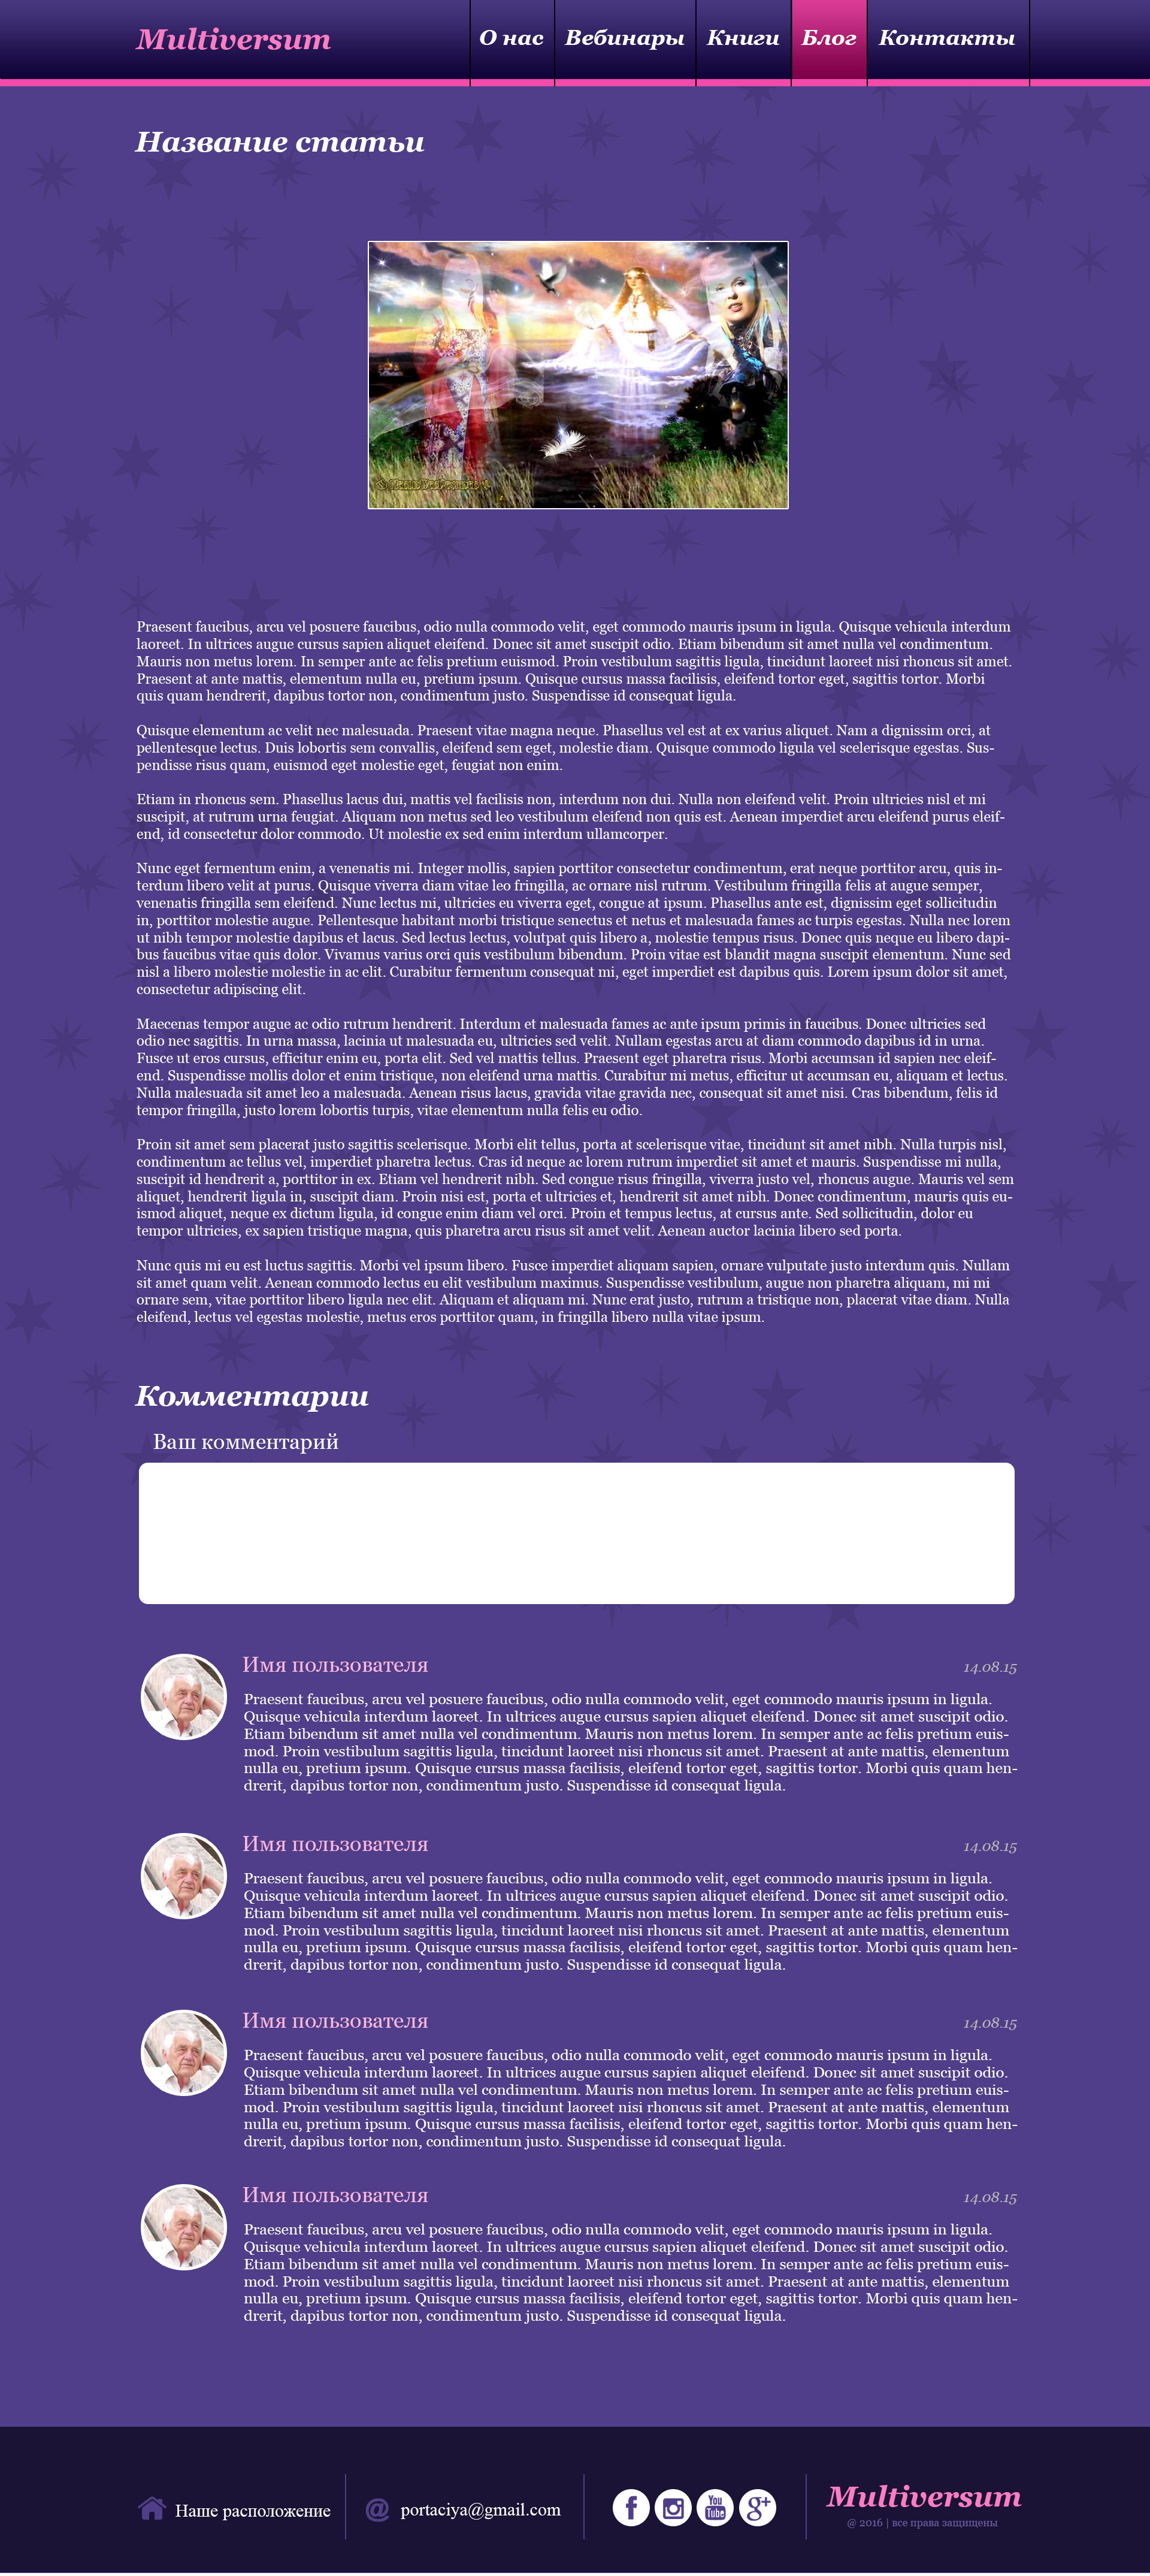 Multiversum
О нас
Вебинары
Книги
Блог
Контакты
Название статьи
Praesent faucibus, arcu vel posuere faucibus, odio nulla commodo velit, eget commodo mauris ipsum in ligula. Quisque vehicula interdum
laoreet. In ultrices augue cursus sapien aliquet eleifend. Donec sit amet suscipit odio. Etiam bibendum sit amet nulla vel condimentum.
Mauris non metus lorem. In semper ante ac felis pretium euismod. Proin vestibulum sagittis ligula, tincidunt laoreet nisi rhoncus sit amet.
Praesent at ante mattis, elementum nulla eu, pretium ipsum. Quisque cursus massa facilisis, eleifend tortor eget, sagittis tortor. Morbi
quis quam hendrerit, dapibus tortor non, condimentum justo. Suspendisse id consequat ligula.
Quisque elementum ac velit nec malesuada. Praesent vitae magna neque. Phasellus vel est at ex varius aliquet. Nam a dignissim orci, at
pellentesque lectus. Duis lobortis sem convallis, eleifend sem eget, molestie diam. Quisque commodo ligula vel scelerisque egestas. Sus-
pendisse risus quam, euismod eget molestie eget, feugiat non enim.
Etiam in rhoncus sem. Phasellus lacus dui, mattis vel facilisis non, interdum non dui. Nulla non eleifend velit. Proin ultricies nisl et mi
suscipit, at rutrum urna feugiat. Aliquam non metus sed leo vestibulum eleifend non quis est. Aenean imperdiet arcu eleifend purus eleif-
end, id consectetur dolor commodo. Ut molestie ex sed enim interdum ullamcorper.
Nunc eget fermentum enim, a venenatis mi. Integer mollis, sapien porttitor consectetur condimentum, erat neque porttitor arcu, quis in-
terdum libero velit at purus. Quisque viverra diam vitae leo fringilla, ac ornare nisl rutrum. Vestibulum fringilla felis at augue semper,
venenatis fringilla sem eleifend. Nunc lectus mi, ultricies eu viverra eget, congue at ipsum. Phasellus ante est, dignissim eget sollicitudin
in, porttitor molestie augue. Pellentesque habitant morbi tristique senectus et netus et malesuada fames ac turpis egestas. Nulla nec lorem
ut nibh tempor molestie dapibus et lacus. Sed lectus lectus, volutpat quis libero a, molestie tempus risus. Donec quis neque eu libero dapi-
bus faucibus vitae quis dolor. Vivamus varius orci quis vestibulum bibendum. Proin vitae est blandit magna suscipit elementum. Nunc sed
nisl a libero molestie molestie in ac elit. Curabitur fermentum consequat mi, eget imperdiet est dapibus quis. Lorem ipsum dolor sit amet,
consectetur adipiscing elit.
Maecenas tempor augue ac odio rutrum hendrerit. Interdum et malesuada fames ac ante ipsum primis in faucibus. Donec ultricies sed
odio nec sagittis. In urna massa, lacinia ut malesuada eu, ultricies sed velit. Nullam egestas arcu at diam commodo dapibus id in urna.
Fusce ut eros cursus, efficitur enim eu, porta elit. Sed vel mattis tellus. Praesent eget pharetra risus. Morbi accumsan id sapien nec eleif-
end. Suspendisse mollis dolor et enim tristique, non eleifend urna mattis. Curabitur mi metus, efficitur ut accumsan eu, aliquam et lectus.
Nulla malesuada sit amet leo a malesuada. Aenean risus lacus, gravida vitae gravida nec, consequat sit amet nisi. Cras bibendum, felis id
tempor fringilla, justo lorem lobortis turpis, vitae elementum nulla felis eu odio.
Proin sit amet sem placerat justo sagittis scelerisque. Morbi elit tellus, porta at scelerisque vitae, tincidunt sit amet nibh. Nulla turpis nisl,
condimentum ac tellus vel, imperdiet pharetra lectus. Cras id neque ac lorem rutrum imperdiet sit amet et mauris. Suspendisse mi nulla,
suscipit id hendrerit a, porttitor in ex. Etiam vel hendrerit nibh. Sed congue risus fringilla, viverra justo vel, rhoncus augue. Mauris vel sem
aliquet, hendrerit ligula in, suscipit diam. Proin nisi est, porta et ultricies et, hendrerit sit amet nibh. Donec condimentum, mauris quis eu-
ismod aliquet, neque ex dictum ligula, id congue enim diam vel orci. Proin et tempus lectus, at cursus ante. Sed sollicitudin, dolor eu
tempor ultricies, ex sapien tristique magna, quis pharetra arcu risus sit amet velit. Aenean auctor lacinia libero sed porta.
Nunc quis mi eu est luctus sagittis. Morbi vel ipsum libero. Fusce imperdiet aliquam sapien, ornare vulputate justo interdum quis. Nullam
sit amet quam velit. Aenean commodo lectus eu elit vestibulum maximus. Suspendisse vestibulum, augue non pharetra aliquam, mi mi
ornare sem, vitae porttitor libero ligula nec elit. Aliquam et aliquam mi. Nunc erat justo, rutrum a tristique non, placerat vitae diam. Nulla
eleifend, lectus vel egestas molestie, metus eros porttitor quam, in fringilla libero nulla vitae ipsum.
Комментарии
Ваш комментарий
Имя пользователя
14.08.15
Praesent faucibus, arcu vel posuere faucibus, odio nulla commodo velit, eget commodo mauris ipsum in ligula.
Quisque vehicula interdum laoreet. In ultrices augue cursus sapien aliquet eleifend. Donec sit amet suscipit odio.
Etiam bibendum sit amet nulla vel condimentum. Mauris non metus lorem. In semper ante ac felis pretium euis-
mod. Proin vestibulum sagittis ligula, tincidunt laoreet nisi rhoncus sit amet. Praesent at ante mattis, elementum
nulla eu, pretium ipsum. Quisque cursus massa facilisis, eleifend tortor eget, sagittis tortor. Morbi quis quam hen-
drerit, dapibus tortor non, condimentum justo. Suspendisse id consequat ligula.
Имя пользователя
14.08.15
Praesent faucibus, arcu vel posuere faucibus, odio nulla commodo velit, eget commodo mauris ipsum in ligula.
Quisque vehicula interdum laoreet. In ultrices augue cursus sapien aliquet eleifend. Donec sit amet suscipit odio.
Etiam bibendum sit amet nulla vel condimentum. Mauris non metus lorem. In semper ante ac felis pretium euis-
mod. Proin vestibulum sagittis ligula, tincidunt laoreet nisi rhoncus sit amet. Praesent at ante mattis, elementum
nulla eu, pretium ipsum. Quisque cursus massa facilisis, eleifend tortor eget, sagittis tortor. Morbi quis quam hen-
drerit, dapibus tortor non, condimentum justo. Suspendisse id consequat ligula.
Имя пользователя
14.08.15
Praesent faucibus, arcu vel posuere faucibus, odio nulla commodo velit, eget commodo mauris ipsum in ligula.
Quisque vehicula interdum laoreet. In ultrices augue cursus sapien aliquet eleifend. Donec sit amet suscipit odio.
Etiam bibendum sit amet nulla vel condimentum. Mauris non metus lorem. In semper ante ac felis pretium euis-
mod. Proin vestibulum sagittis ligula, tincidunt laoreet nisi rhoncus sit amet. Praesent at ante mattis, elementum
nulla eu, pretium ipsum. Quisque cursus massa facilisis, eleifend tortor eget, sagittis tortor. Morbi quis quam hen-
drerit, dapibus tortor non, condimentum justo. Suspendisse id consequat ligula.
Имя пользователя
14.08.15
Praesent faucibus, arcu vel posuere faucibus, odio nulla commodo velit, eget commodo mauris ipsum in ligula.
Quisque vehicula interdum laoreet. In ultrices augue cursus sapien aliquet eleifend. Donec sit amet suscipit odio.
Etiam bibendum sit amet nulla vel condimentum. Mauris non metus lorem. In semper ante ac felis pretium euis-
mod. Proin vestibulum sagittis ligula, tincidunt laoreet nisi rhoncus sit amet. Praesent at ante mattis, elementum
nulla eu, pretium ipsum. Quisque cursus massa facilisis, eleifend tortor eget, sagittis tortor. Morbi quis quam hen-
drerit, dapibus tortor non, condimentum justo. Suspendisse id consequat ligula.
Наше расположение
@ portaciya@gmail.com
f
You
Tube
g+
Multiversum
@ 2016 | все права защищены